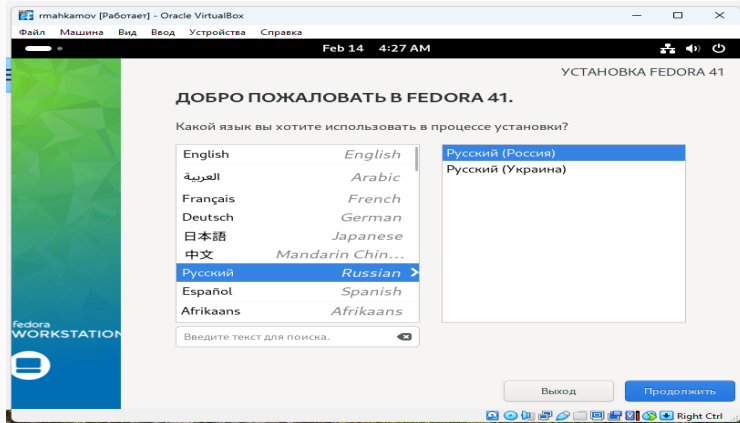 rmahkamov [Работает] - Oracle VirtualBox
Файл Машина Вид Ввод Устройства Справка
Feb 14 4:27 AM
УСТАНОВКА FEDORA 41
ДОБРО ПОЖАЛОВАТЬ В FEDORA 41.
Какой язык вы хотите использовать в процессе установки?
English English
العربية Arabic
Français French
Deutsch German
日本語 Japanese
中文 Mandarin Chin...
Русский Russian
Español Spanish
Afrikaans Afrikaans
Введите текст для поиска.
Русский (Россия)
Русский (Украина)
fedora
WORKSTATION
Выход Продолжить
Right Ctrl